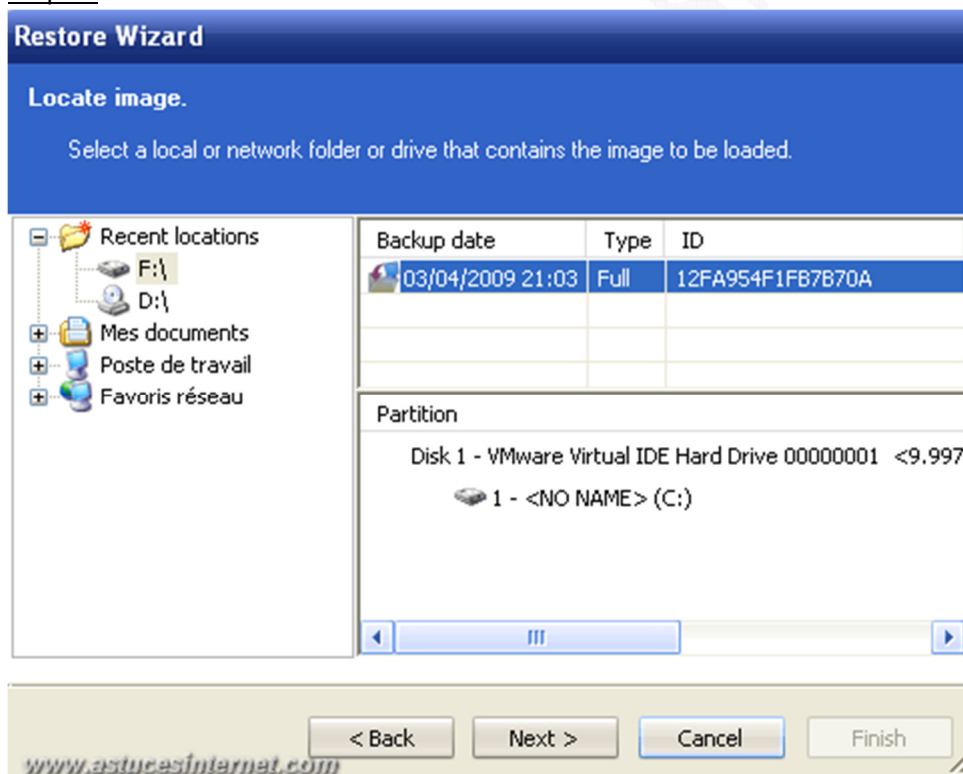 Restore Wizard
Locate image.
Select a local or network folder or drive that contains the image to be loaded.
Recent locations
F:\
D:\
Mes documents
Poste de travail
Favoris réseau
Backup date Type ID
03/04/2009 21:03 Full 12FA954F1FB7B70A
Partition
Disk 1 - VMware Virtual IDE Hard Drive 00000001 <9.997
1 - <NO NAME> (C:)
< Back Next > Cancel Finish
www.astucesinternet.com